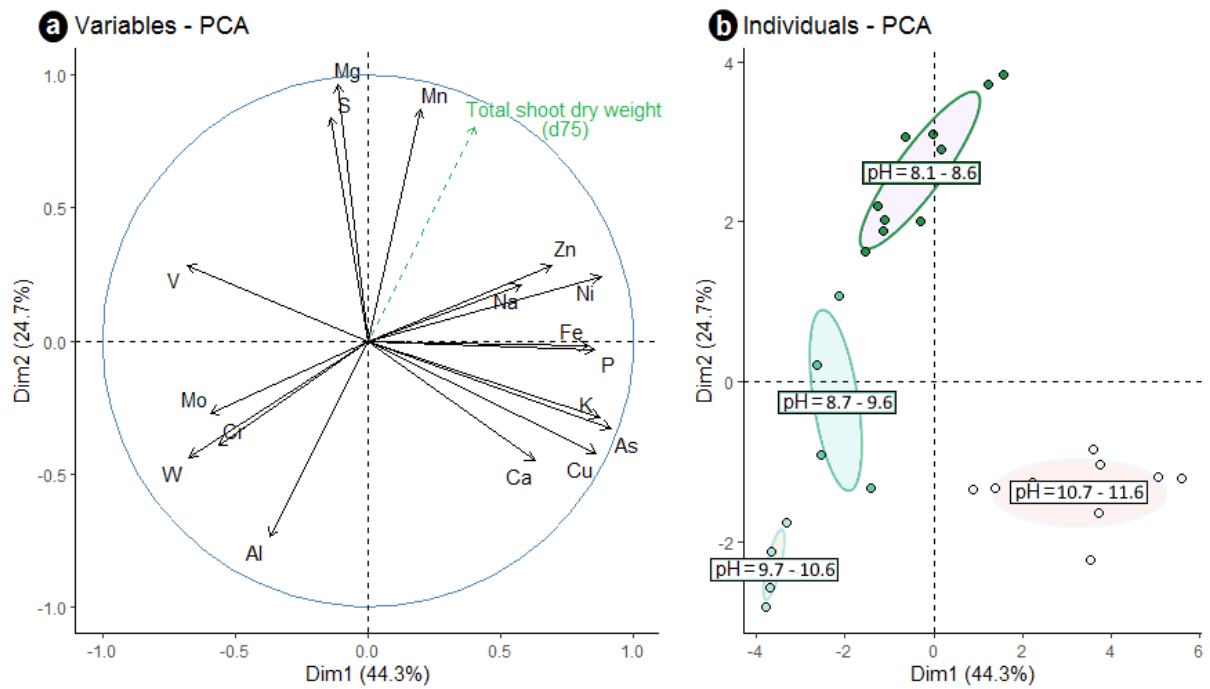 a Variables - PCA
1.0
0.5
0.0
-0.5
-1.0
Dim2 (24.7%)
-1.0
-0.5
0.0
0.5
1.0
Dim1 (44.3%)
Mg
S
Mn
Total shoot dry weight
(d75)
V
Zn
Na
Ni
Fe
P
K
As
Cu
Ca
Mo
Cr
W
Al
b Individuals - PCA
4
2
0
-2
Dim2 (24.7%)
-4
-2
0
2
4
6
Dim1 (44.3%)
pH = 8.1 - 8.6
pH = 8.7 - 9.6
pH = 10.7 - 11.6
pH = 9.7 - 10.6